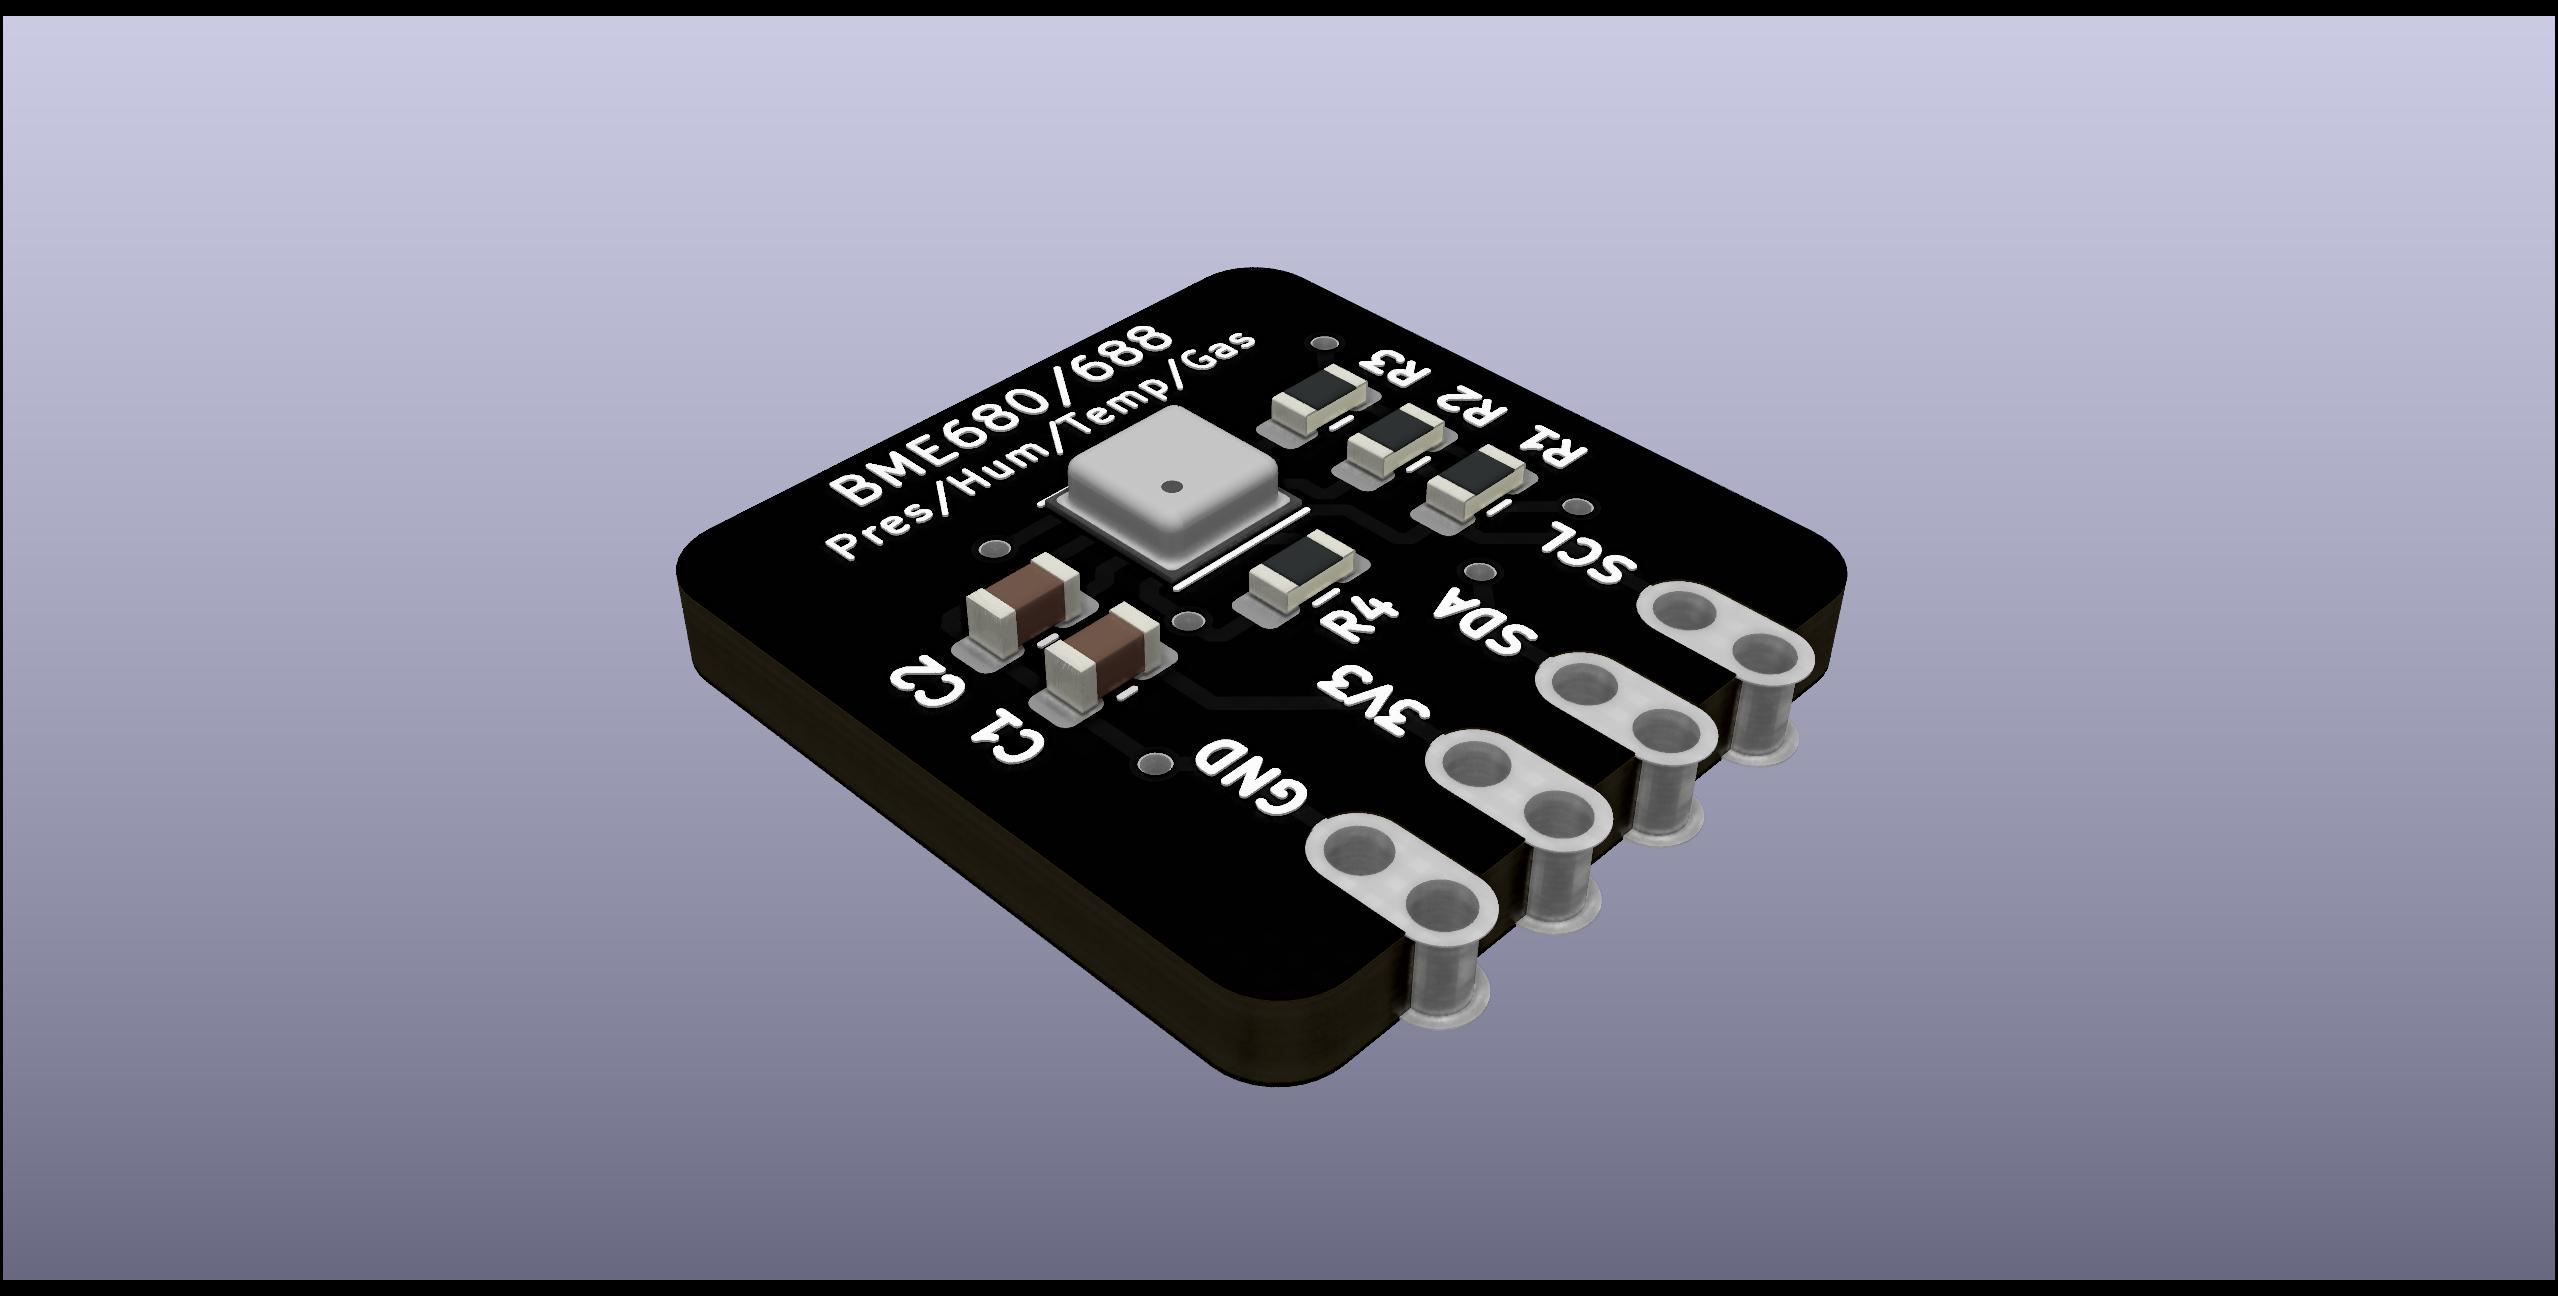 BME680/688
Pres/Hum/Temp/Gas
R3
R2
R1
R4
C2
C1
SCL
SDA
3V3
GND